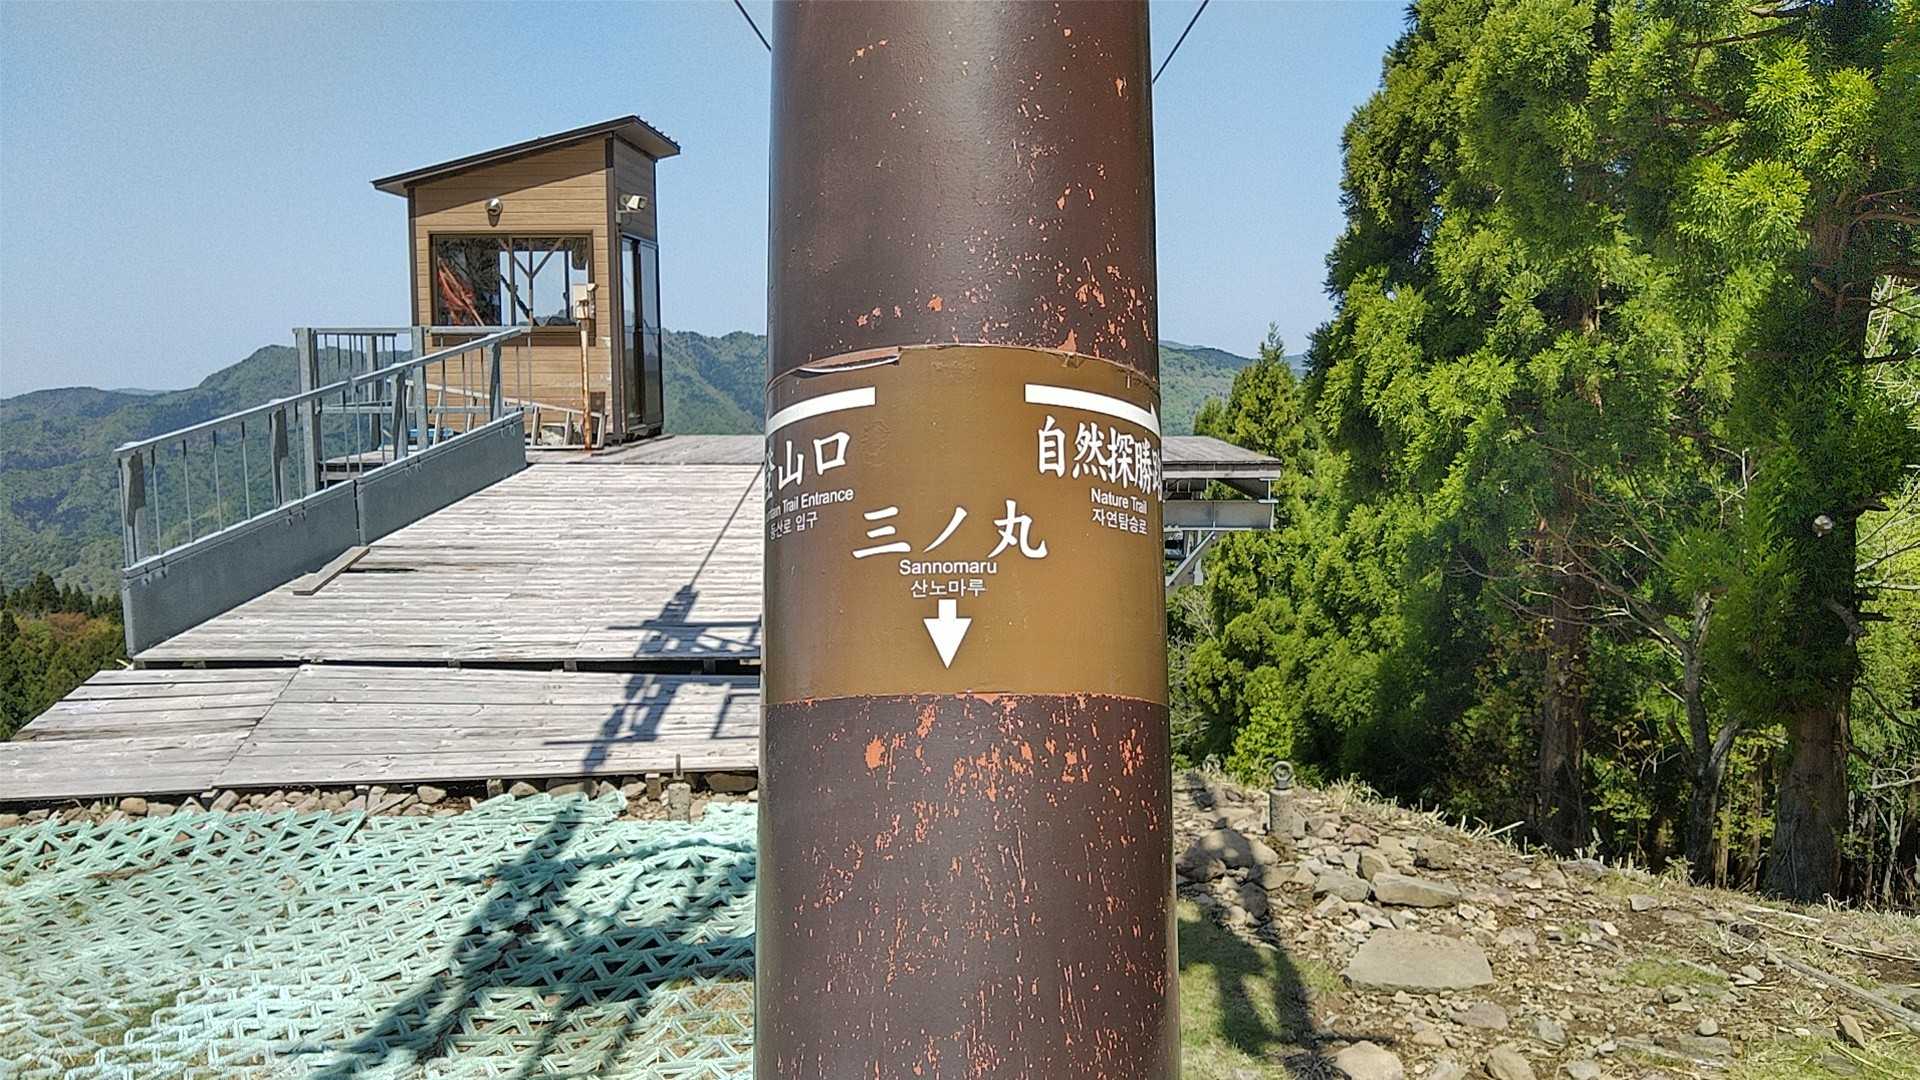 山口
Trail Entrance
등산로 입구
自然探勝路
Nature Trail
자연탐승로
三ノ丸
Sannomaru
산노마루